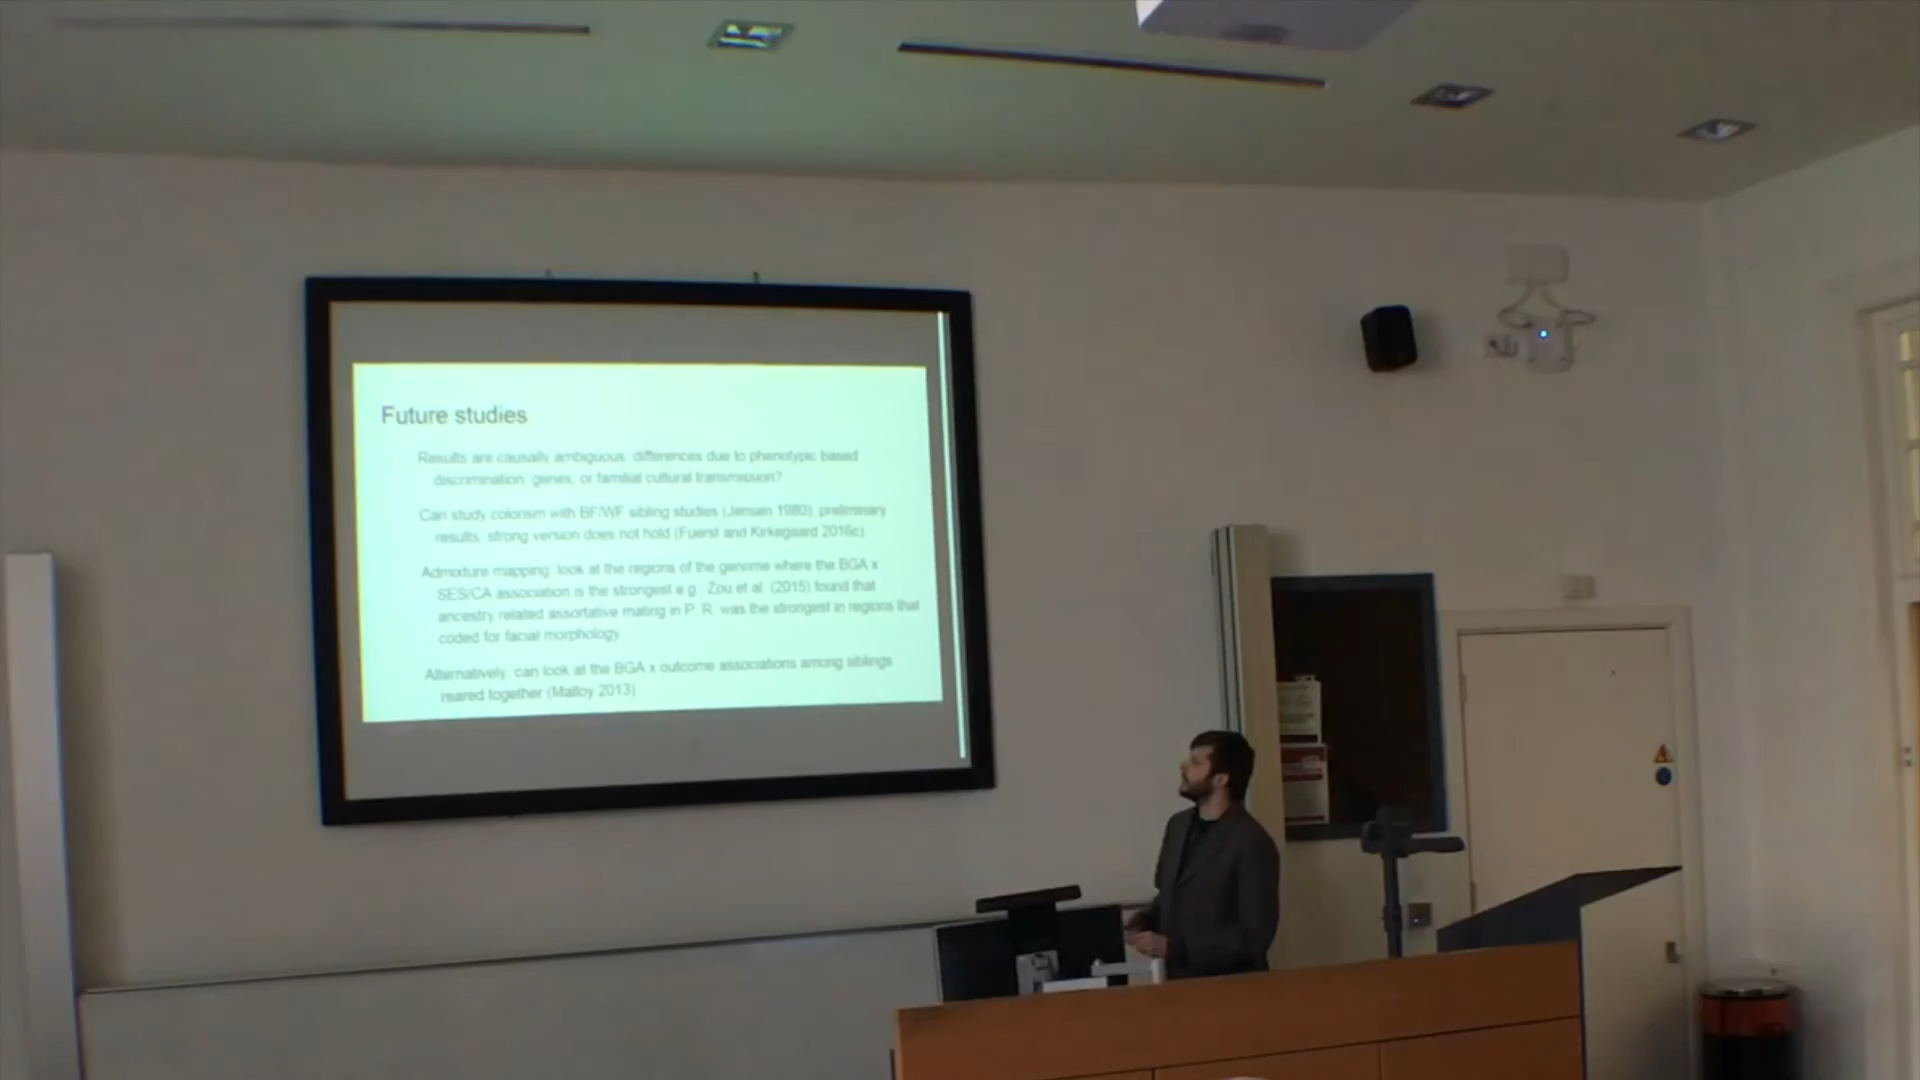 Future studies
Results are causally ambiguous: differences due to phenotypic based
discrimination, genes, or familial cultural transmission?
Can study colorism with BF/WF sibling studies (Jensen 1980); preliminary
results: strong version does not hold (Fuerst and Kirkegaard 2016c)
Admixture mapping: look at the regions of the genome where the BGA x
SES/CA association is the strongest e.g. Zou et al. (2015) found that
ancestry related assortative mating in P. R. was the strongest in regions that
coded for facial morphology
Alternatively, can look at the BGA x outcome associations among siblings
reared together (Malloy 2013)